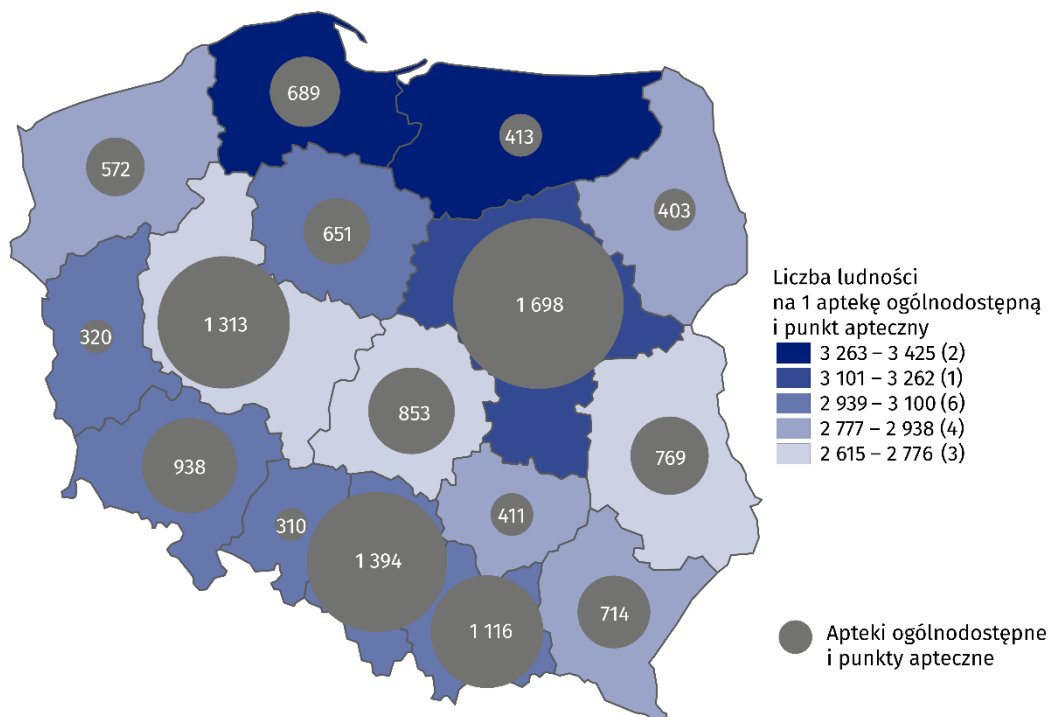 689
413
572
403
651
1 698
1 313
320
853
769
938
411
310
1 394
714
1 116
Liczba ludności
na 1 aptekę ogólnodostępną
i punkt apteczny
3 263 – 3 425 (2)
3 101 – 3 262 (1)
2 939 – 3 100 (6)
2 777 – 2 938 (4)
2 615 – 2 776 (3)
Apteki ogólnodostępne
i punkty apteczne